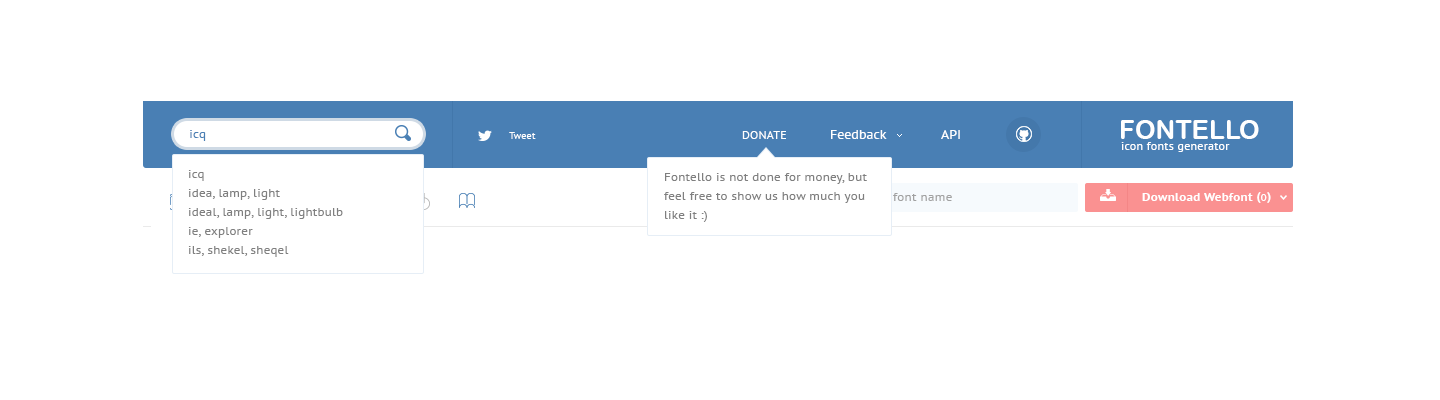 icq
Tweet
DONATE
Feedback
API
FONTELLO
icon fonts generator
icq
idea, lamp, light
ideal, lamp, light, lightbulb
ie, explorer
ils, shekel, sheqel
Fontello is not done for money, but
feel free to show us how much you
like it :)
font name
Download Webfont (0)